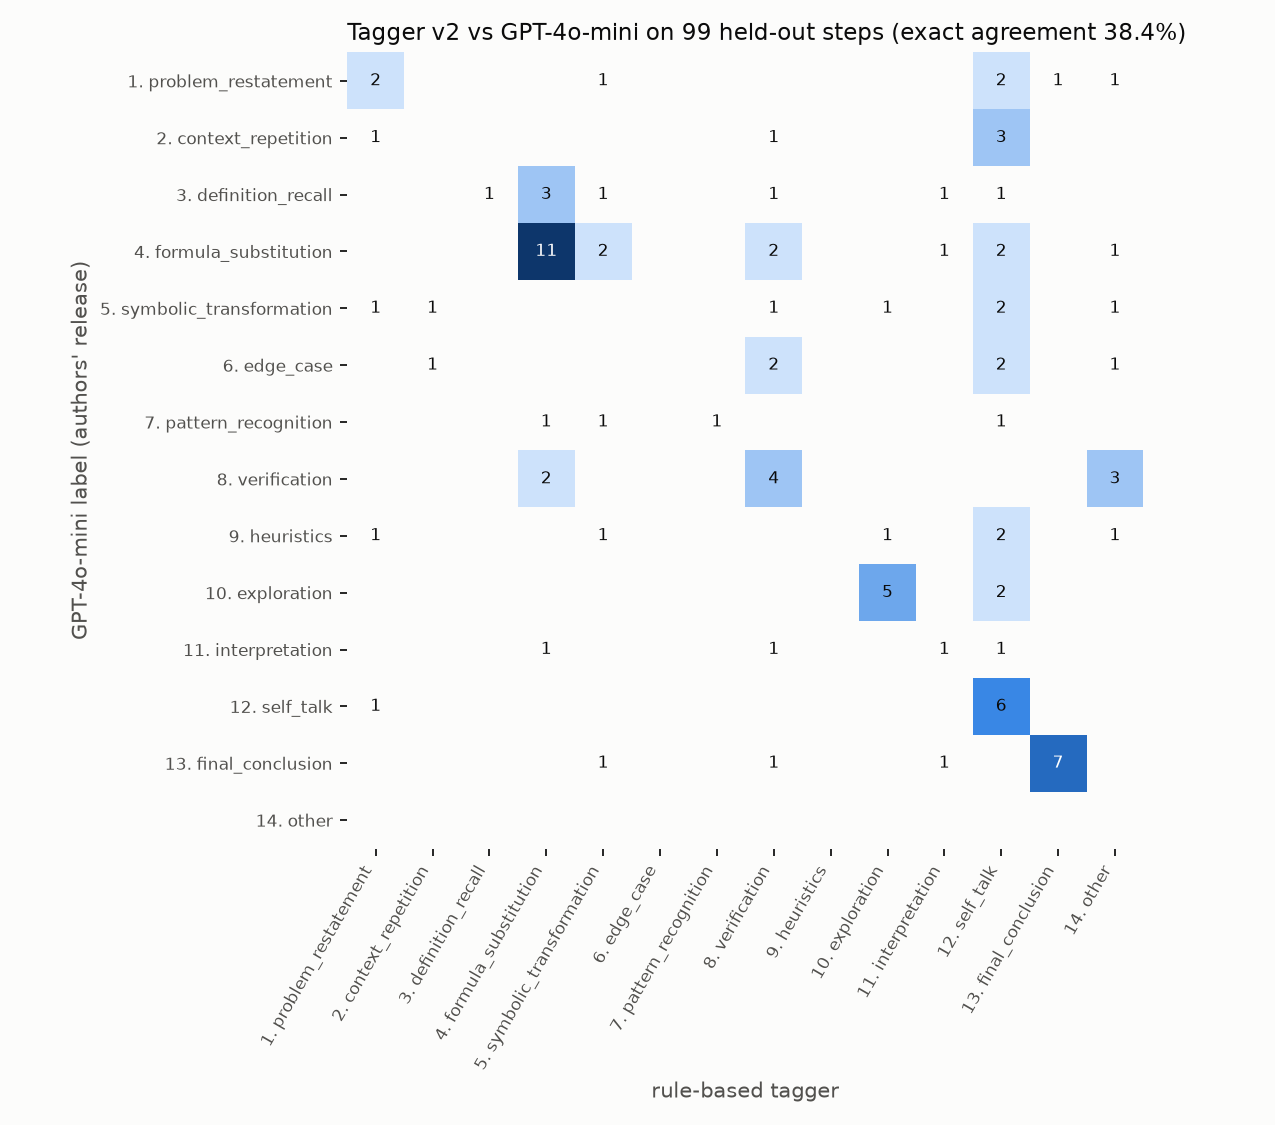 Tagger v2 vs GPT-4o-mini on 99 held-out steps (exact agreement 38.4%)
GPT-4o-mini label (authors' release)
1. problem_restatement 2 1 2 1 1
2. context_repetition 1 1 3
3. definition_recall 1 3 1 1 1 1
4. formula_substitution 11 2 2 1 2 1
5. symbolic_transformation 1 1 1 1 2 1
6. edge_case 1 2 2 1
7. pattern_recognition 1 1 1 1
8. verification 2 4 3
9. heuristics 1 1 1 2 1
10. exploration 5 2
11. interpretation 1 1 1 1
12. self_talk 1 6
13. final_conclusion 1 1 1 7
14. other
1. problem_restatement
2. context_repetition
3. definition_recall
4. formula_substitution
5. symbolic_transformation
6. edge_case
7. pattern_recognition
8. verification
9. heuristics
10. exploration
11. interpretation
12. self_talk
13. final_conclusion
14. other
rule-based tagger